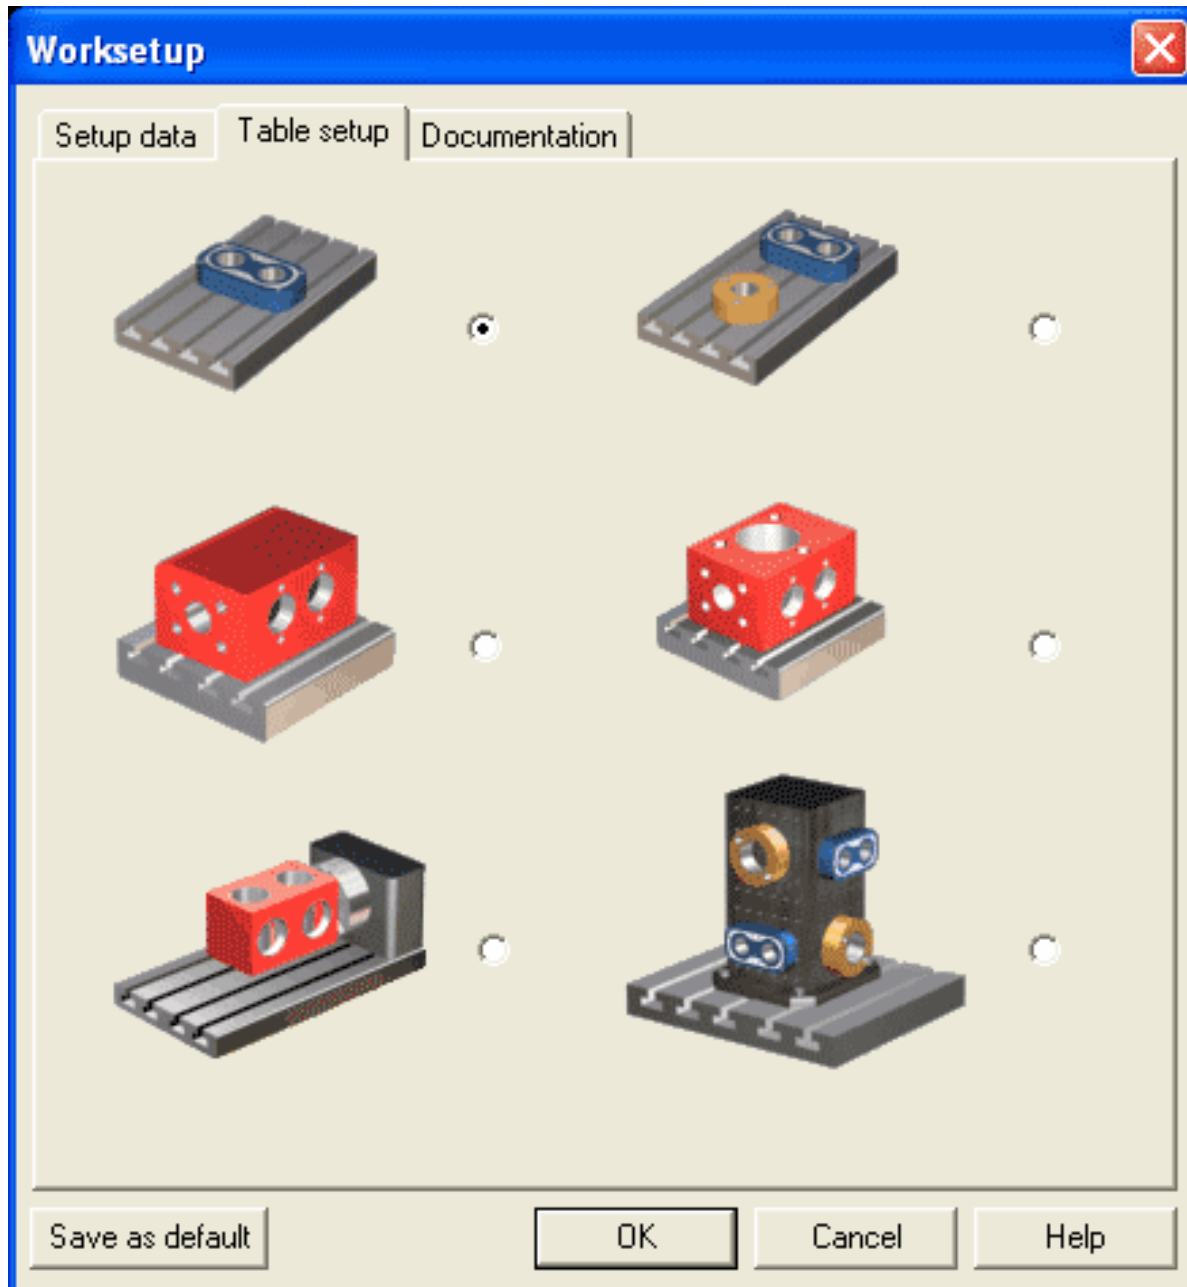 Worksetup
Setup data
Table setup
Documentation
Save as default
OK
Cancel
Help